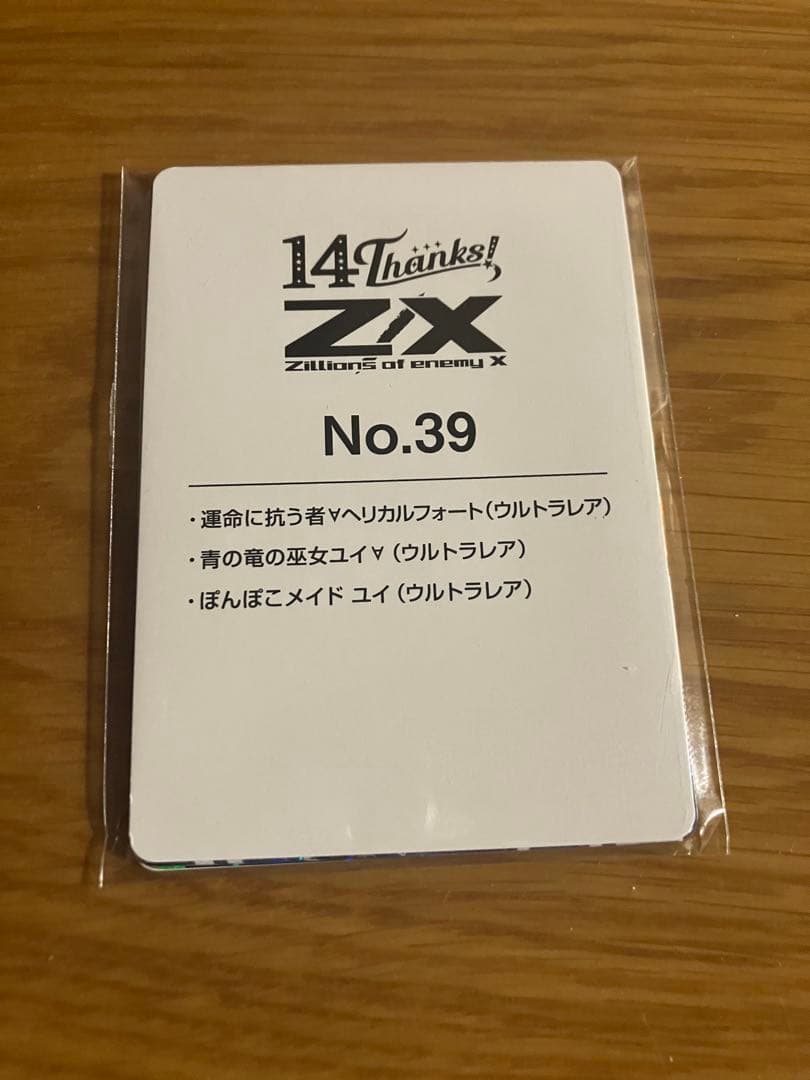 14 Thanks!
Z/X
Zillions of enemy X
No.39
・運命に抗う者∀ヘリカルフォート(ウルトラレア)
・青の竜の巫女ユイ∀(ウルトラレア)
・ぽんぽこメイド ユイ(ウルトラレア)